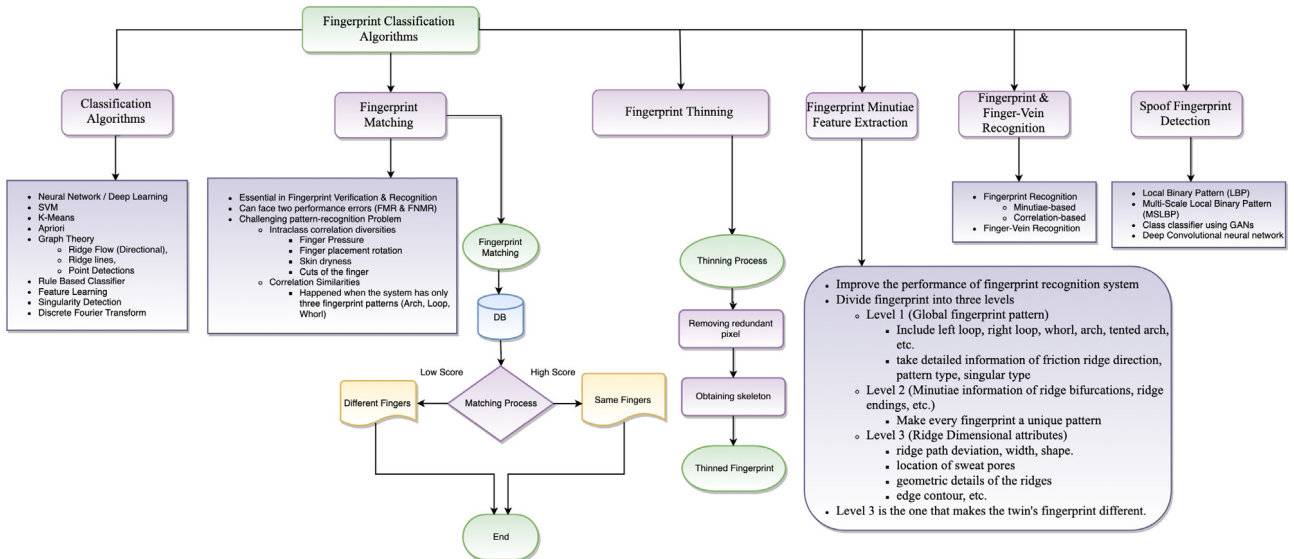 Fingerprint Classification
Algorithms
Classification
Algorithms
Fingerprint
Matching
Fingerprint Thinning
Fingerprint Minutiae
Feature Extraction
Fingerprint &
Finger-Vein
Recognition
Spoof Fingerprint
Detection
Neural Network / Deep Learning
SVM
K-Means
Apriori
Graph Theory
Ridge Flow (Directional),
Ridge lines,
Point Detections
Rule Based Classifier
Feature Learning
Singularity Detection
Discrete Fourier Transform
Essential in Fingerprint Verification & Recognition
Can face two performance errors (FMR & FNMR)
Challenging pattern-recognition Problem
Intraclass correlation diversities
Finger Pressure
Finger placement rotation
Skin dryness
Cuts of the finger
Correlation Similarities
Happened when the system has only
three fingerprint patterns (Arch, Loop,
Whorl)
Fingerprint
Matching
DB
Low Score
High Score
Different Fingers
Matching Process
Same Fingers
End
Thinning Process
Removing redundant
pixel
Obtaining skeleton
Thinned Fingerprint
Improve the performance of fingerprint recognition system
Divide fingerprint into three levels
Level 1 (Global fingerprint pattern)
Include left loop, right loop, whorl, arch, tented arch,
etc.
take detailed information of friction ridge direction,
pattern type, singular type
Level 2 (Minutiae information of ridge bifurcations, ridge
endings, etc.)
Make every fingerprint a unique pattern
Level 3 (Ridge Dimensional attributes)
ridge path deviation, width, shape.
location of sweat pores
geometric details of the ridges
edge contour, etc.
Level 3 is the one that makes the twin's fingerprint different.
Fingerprint Recognition
Minutiae-based
Correlation-based
Finger-Vein Recognition
Local Binary Pattern (LBP)
Multi-Scale Local Binary Pattern
(MSLBP)
Class classifier using GANs
Deep Convolutional neural network